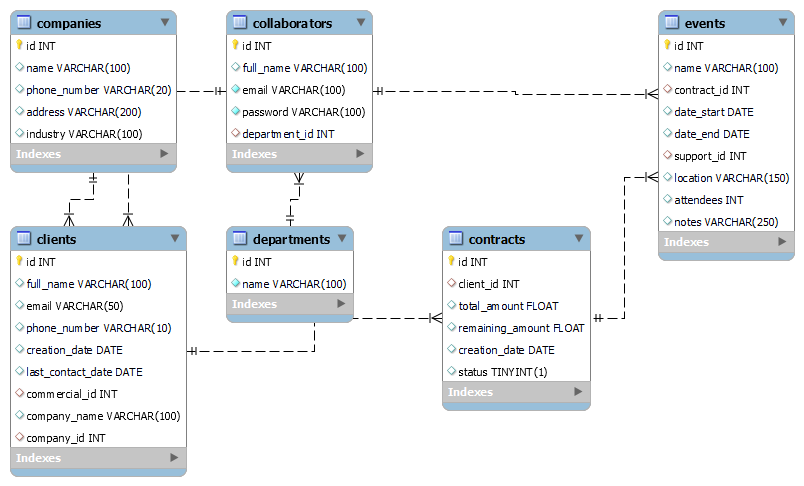 companies
id INT
name VARCHAR(100)
phone_number VARCHAR(20)
address VARCHAR(200)
industry VARCHAR(100)
Indexes
collaborators
id INT
full_name VARCHAR(100)
email VARCHAR(100)
password VARCHAR(100)
department_id INT
Indexes
events
id INT
name VARCHAR(100)
contract_id INT
date_start DATE
date_end DATE
support_id INT
location VARCHAR(150)
attendees INT
notes VARCHAR(250)
Indexes
clients
id INT
full_name VARCHAR(100)
email VARCHAR(50)
phone_number VARCHAR(10)
creation_date DATE
last_contact_date DATE
commercial_id INT
company_name VARCHAR(100)
company_id INT
Indexes
departments
id INT
name VARCHAR(100)
Indexes
contracts
id INT
client_id INT
total_amount FLOAT
remaining_amount FLOAT
creation_date DATE
status TINYINT(1)
Indexes